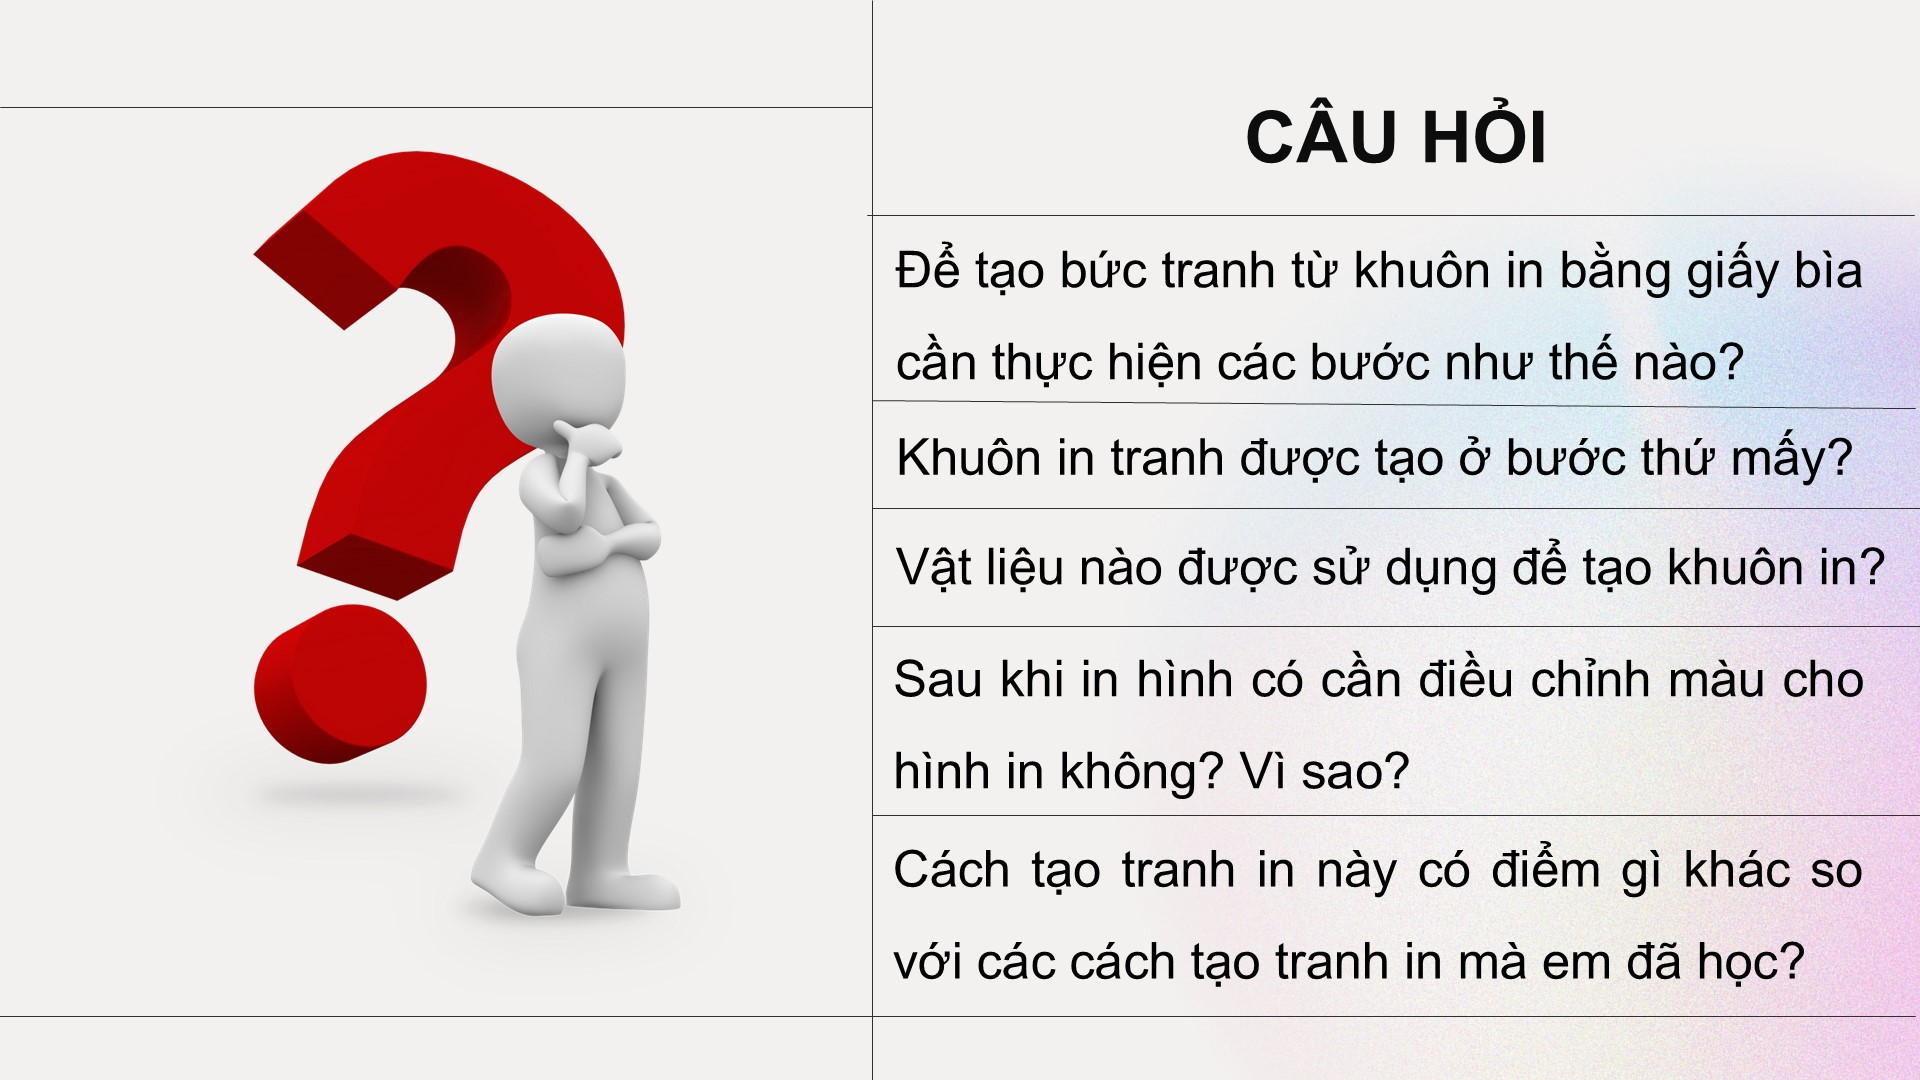 CÂU HỎI
Để tạo bức tranh từ khuôn in bằng giấy bìa
cần thực hiện các bước như thế nào?
Khuôn in tranh được tạo ở bước thứ mấy?
Vật liệu nào được sử dụng để tạo khuôn in?
Sau khi in hình có cần điều chỉnh màu cho
hình in không? Vì sao?
Cách tạo tranh in này có điểm gì khác so
với các cách tạo tranh in mà em đã học?